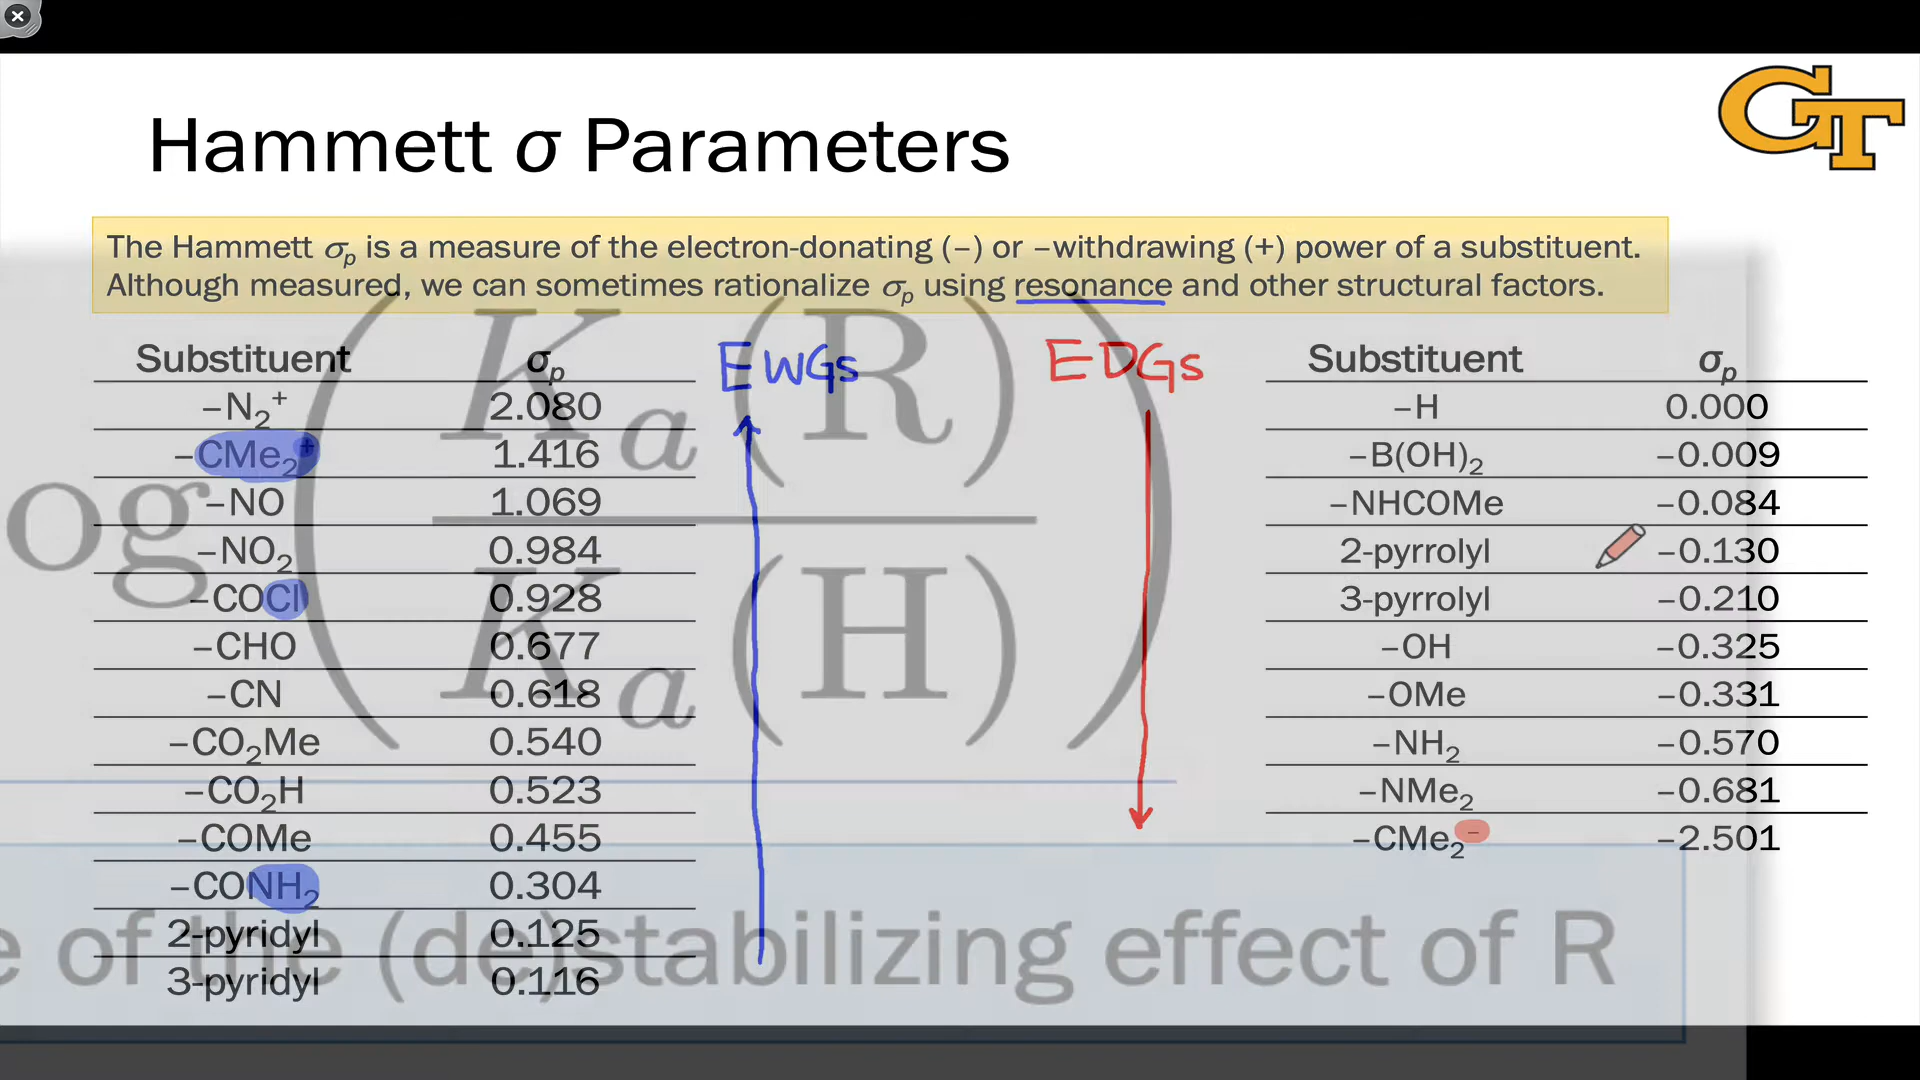 GT
Hammett σ Parameters
The Hammett σₚ is a measure of the electron-donating (–) or –withdrawing (+) power of a substituent.
Although measured, we can sometimes rationalize σₚ using resonance and other structural factors.
Substituent σₚ
–N₂⁺ 2.080
–CMe₂⁺ 1.416
–NO 1.069
–NO₂ 0.984
–COCl 0.928
–CHO 0.677
–CN 0.618
–CO₂Me 0.540
–CO₂H 0.523
–COMe 0.455
–CONH₂ 0.304
2-pyridyl 0.125
3-pyridyl 0.116
EWGs
EDGs
Substituent σₚ
–H 0.000
–B(OH)₂ –0.009
–NHCOMe –0.084
2-pyrrolyl –0.130
3-pyrrolyl –0.210
–OH –0.325
–OMe –0.331
–NH₂ –0.570
–NMe₂ –0.681
–CMe₂⁻ –2.501
og(Kₐ(R)
Kₐ(H))
e of the (de)stabilizing effect of R